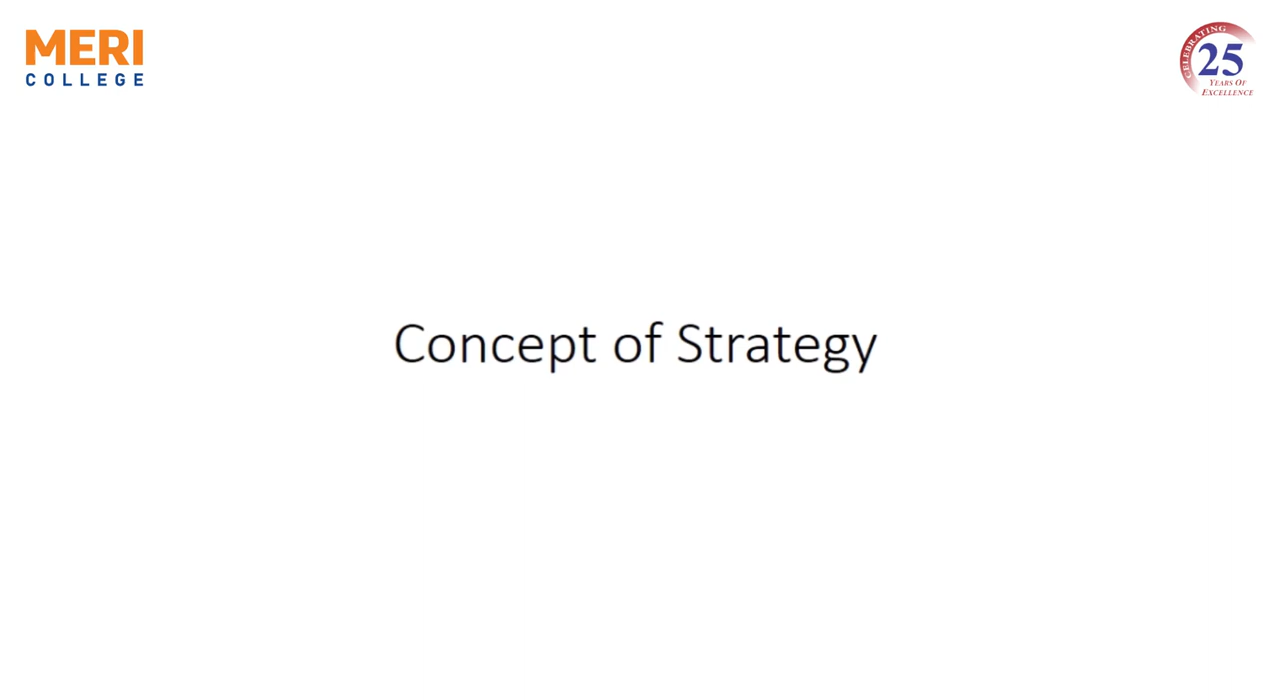 MERI
COLLEGE
CELEBRATING
25
YEARS OF
EXCELLENCE
Concept of Strategy